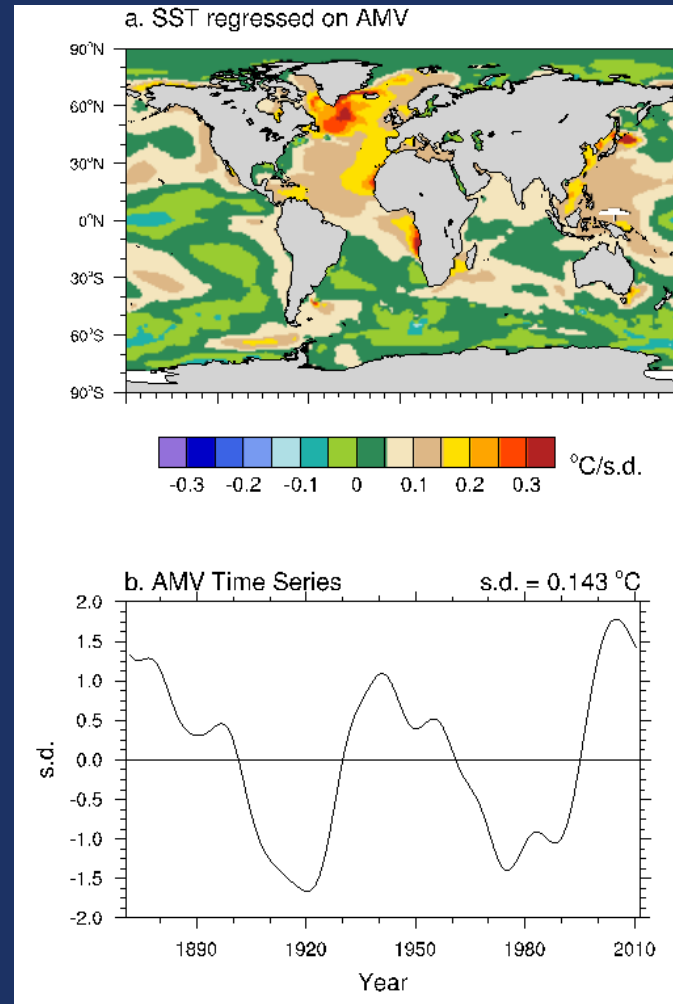 a. SST regressed on AMV
90°N
60°N
30°N
0°N
30°S
60°S
90°S
-0.3 -0.2 -0.1 0 0.1 0.2 0.3 °C/s.d.
b. AMV Time Series s.d. = 0.143 °C
2.0
1.5
1.0
0.5
0.0
-0.5
-1.0
-1.5
-2.0
s.d.
1890 1920 1950 1980 2010
Year